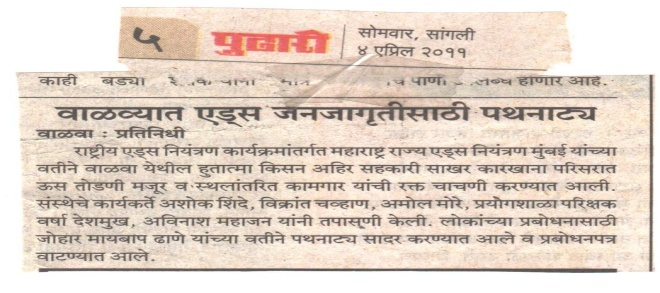 ५
पुढारी
सोमवार, सांगली
४ एप्रिल २०११
काही बड्या पाणी होणार आहे.
वाळव्यात एड्स जनजागृतीसाठी पथनाट्य
वाळवा : प्रतिनिधी
राष्ट्रीय एड्स नियंत्रण कार्यक्रमांतर्गत महाराष्ट्र राज्य एड्स नियंत्रण मुंबई यांच्या
वतीने वाळवा येथील हुतात्मा किसन अहिर सहकारी साखर कारखाना परिसरात
ऊस तोडणी मजूर व स्थलांतरित कामगार यांची रक्त चाचणी करण्यात आली.
संस्थेचे कार्यकर्ते अशोक शिंदे, विक्रांत चव्हाण, अमोल मोरे, प्रयोगशाळा परिक्षक
वर्षा देशमुख, अविनाश महाजन यांनी तपासणी केली. लोकांच्या प्रबोधनासाठी
जोहार मायबाप ढाणे यांच्या वतीने पथनाट्य सादर करण्यात आले व प्रबोधनपत्र
वाटण्यात आले.